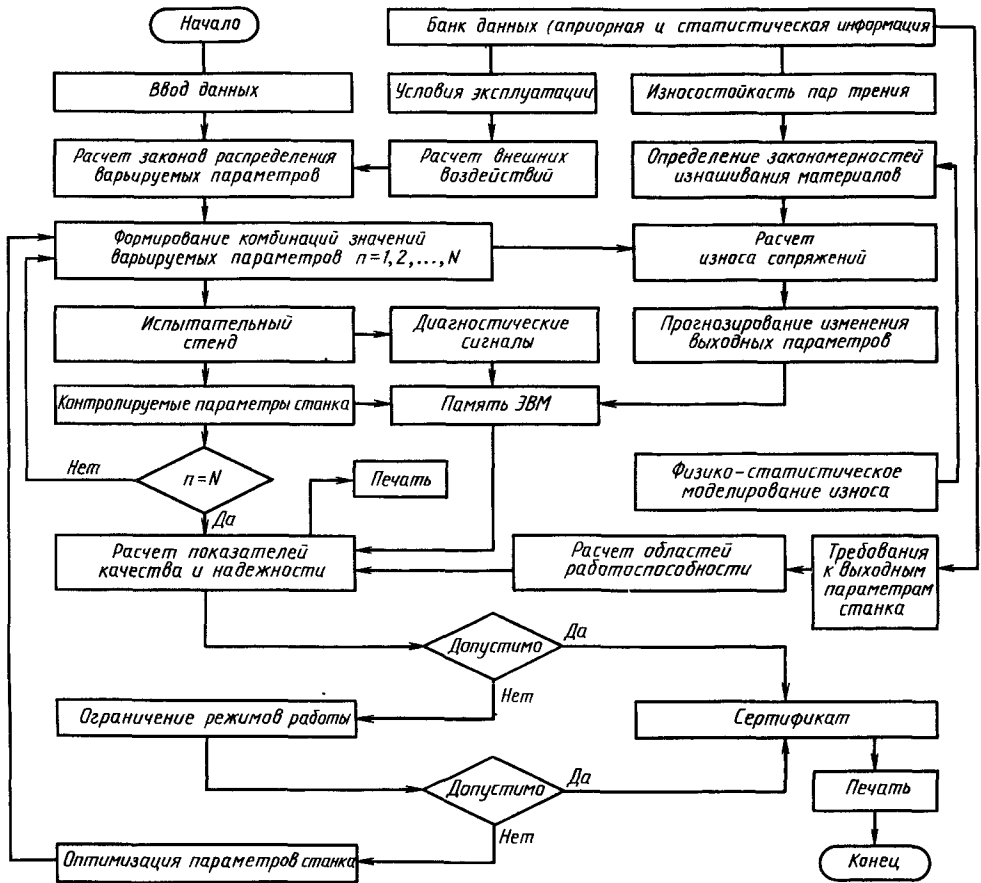 Начало
Банк данных (априорная и статистическая информация
Ввод данных
Условия эксплуатации
Износостойкость пар трения
Расчет законов распределения
варьируемых параметров
Расчет внешних
воздействий
Определение закономерностей
изнашивания материалов
Формирование комбинаций значений
варьируемых параметров n=1,2,...,N
Расчет
износа сопряжений
Испытательный
стенд
Диагностические
сигналы
Прогнозирование изменения
выходных параметров
Контролируемые параметры станка
Память ЭВМ
Нет
n=N
Да
Печать
Физико-статистическое
моделирование износа
Расчет показателей
качества и надежности
Расчет областей
работоспособности
Требования
к выходным
параметрам
станка
Допустимо
Да
Нет
Ограничение режимов работы
Сертификат
Допустимо
Да
Нет
Печать
Оптимизация параметров станка
Конец